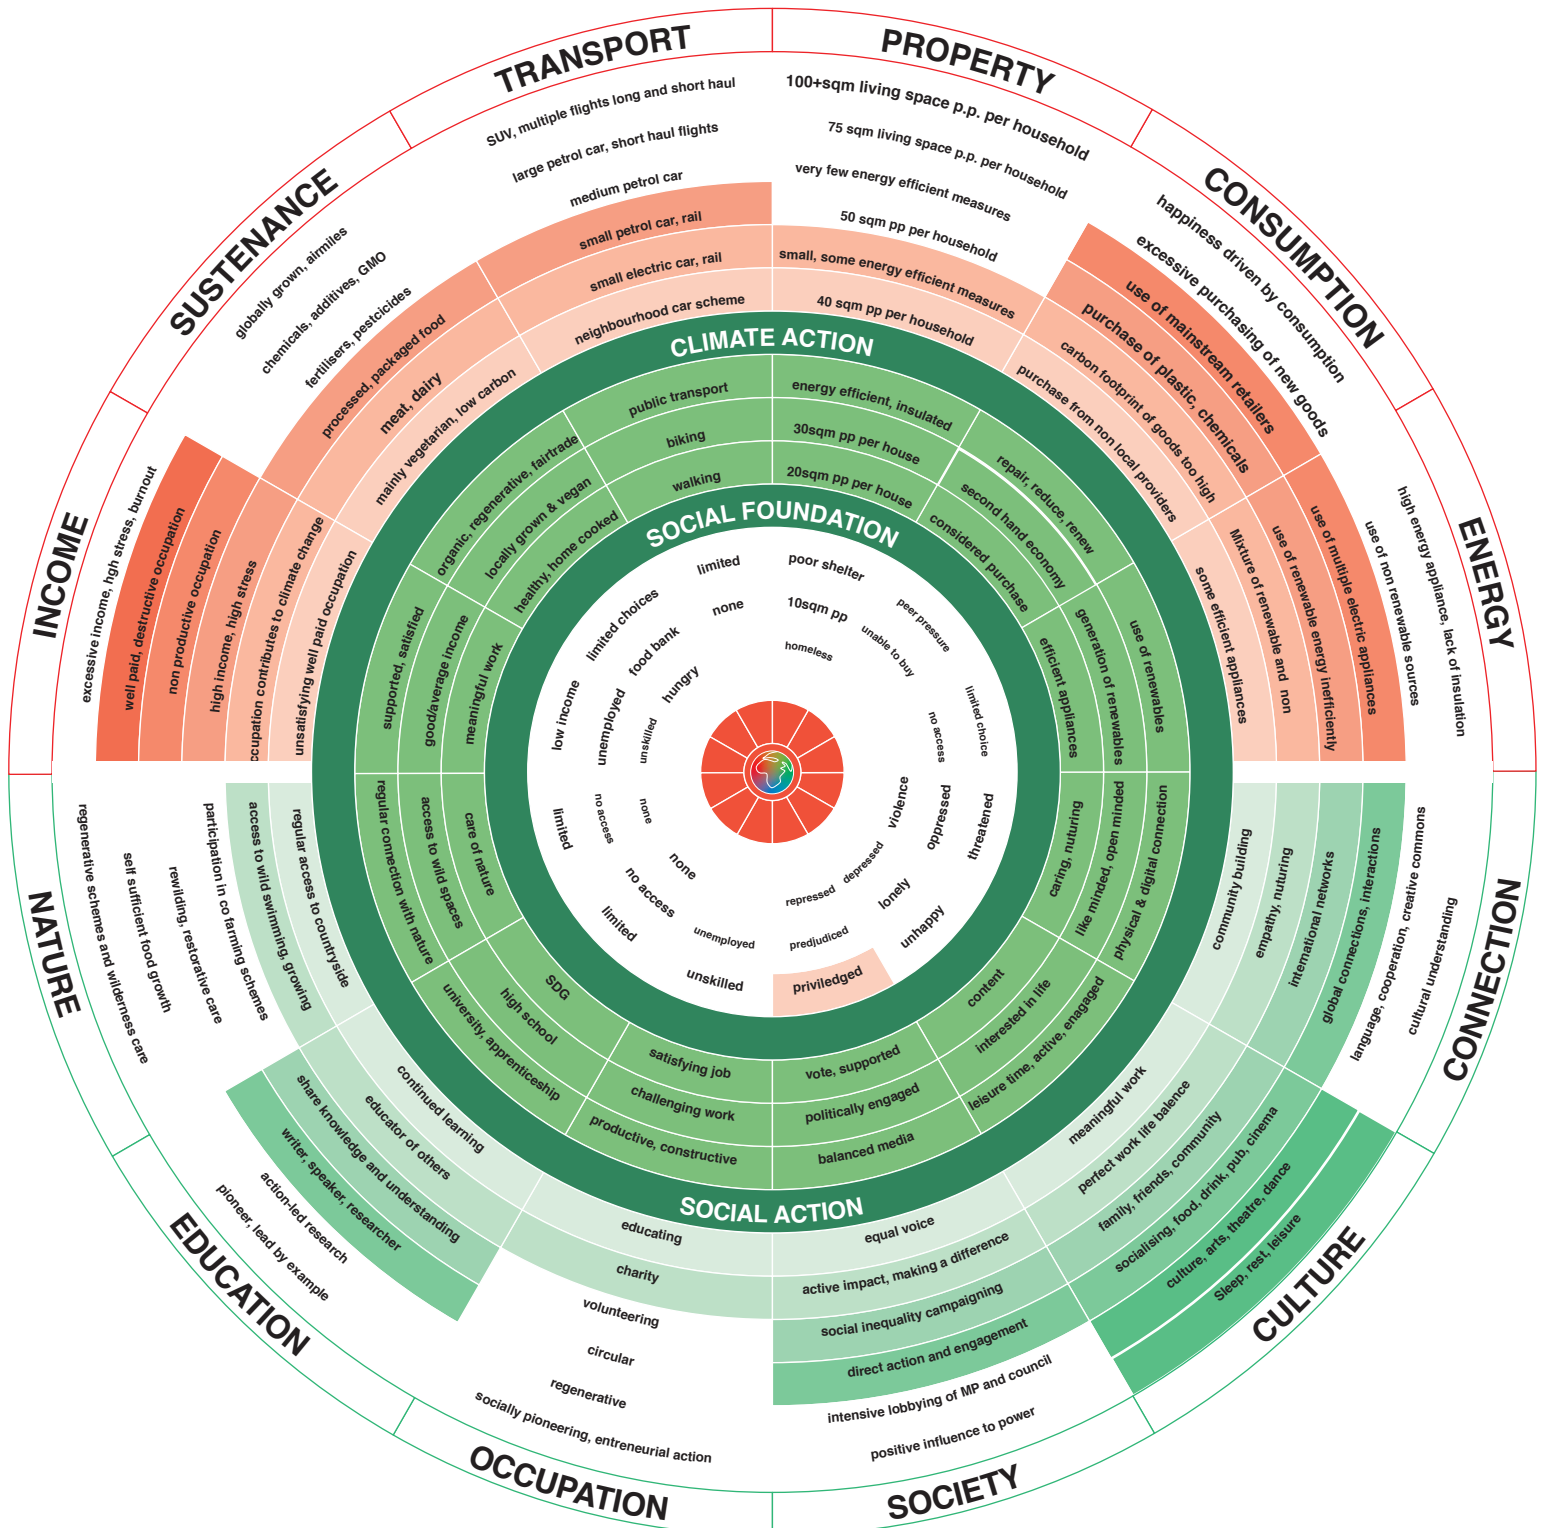 TRANSPORT
SUV, multiple flights long and short haul
large petrol car, short haul flights
medium petrol car
small petrol car, rail
small electric car, rail
neighbourhood car scheme
PROPERTY
100+sqm living space p.p. per household
75 sqm living space p.p. per household
very few energy efficient measures
50 sqm pp per household
small, some energy efficient measures
40 sqm pp per household
CONSUMPTION
happiness driven by consumption
excessive purchasing of new goods
use of mainstream retailers
purchase of plastic, chemicals
carbon footprint of goods too high
purchase from non local providers
ENERGY
high energy appliance, lack of insulation
use of non renewable sources
use of multiple electric appliances
use of renewable energy inefficiently
Mixture of renewable and non
some efficient appliances
SUSTENANCE
globally grown, airmiles
chemicals, additives, GMO
fertilisers, pestcicides
processed, packaged food
meat, dairy
mainly vegetarian, low carbon
INCOME
excessive income, hgh stress, burnout
well paid, destructive occupation
non productive occupation
high income, high stress
ccupation contributes to climate change
unsatisfying well paid occupation
CLIMATE ACTION
public transport
biking
walking
energy efficient, insulated
30sqm pp per house
20sqm pp per house
repair, reduce, renew
second hand economy
considered purchase
use of renewables
generation of renewables
efficient appliances
organic, regenerative, fairtrade
locally grown & vegan
healthy, home cooked
supported, satisfied
good/average income
meaningful work
SOCIAL FOUNDATION
limited
none
poor shelter
10sqm pp
homeless
peer pressure
unable to buy
limited choice
no access
limited choices
food bank
hungry
low income
unemployed
unskilled
limited
no access
none
limited
no access
none
unskilled
unemployed
violence
oppressed
threatened
depressed
lonely
unhappy
repressed
predjudiced
priviledged
regular connection with nature
access to wild spaces
care of nature
SDG
high school
university, apprenticeship
satisfying job
challenging work
productive, constructive
vote, supported
politically engaged
balanced media
content
interested in life
leisure time, active, enagaged
caring, nuturing
like minded, open minded
physical & digital connection
SOCIAL ACTION
NATURE
regenerative schemes and wilderness care
self sufficient food growth
rewilding, restorative care
participation in co farming schemes
access to wild swimming, growing
regular access to countryside
EDUCATION
continued learning
educator of others
share knowledge and understanding
writer, speaker, researcher
action-led research
pioneer, lead by example
OCCUPATION
educating
charity
volunteering
circular
regenerative
socially pioneering, entreneurial action
SOCIETY
equal voice
active impact, making a difference
social inequality campaigning
direct action and engagement
intensive lobbying of MP and council
positive influence to power
CULTURE
meaningful work
perfect work life balence
family, friends, community
socialising, food, drink, pub, cinema
culture, arts, theatre, dance
Sleep, rest, leisure
CONNECTION
community building
empathy, nuturing
international networks
global connections, interactions
language, cooperation, creative commons
cultural understanding